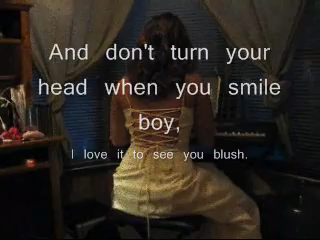 And don't turn your
head when you smile
boy,
I love it to see you blush.